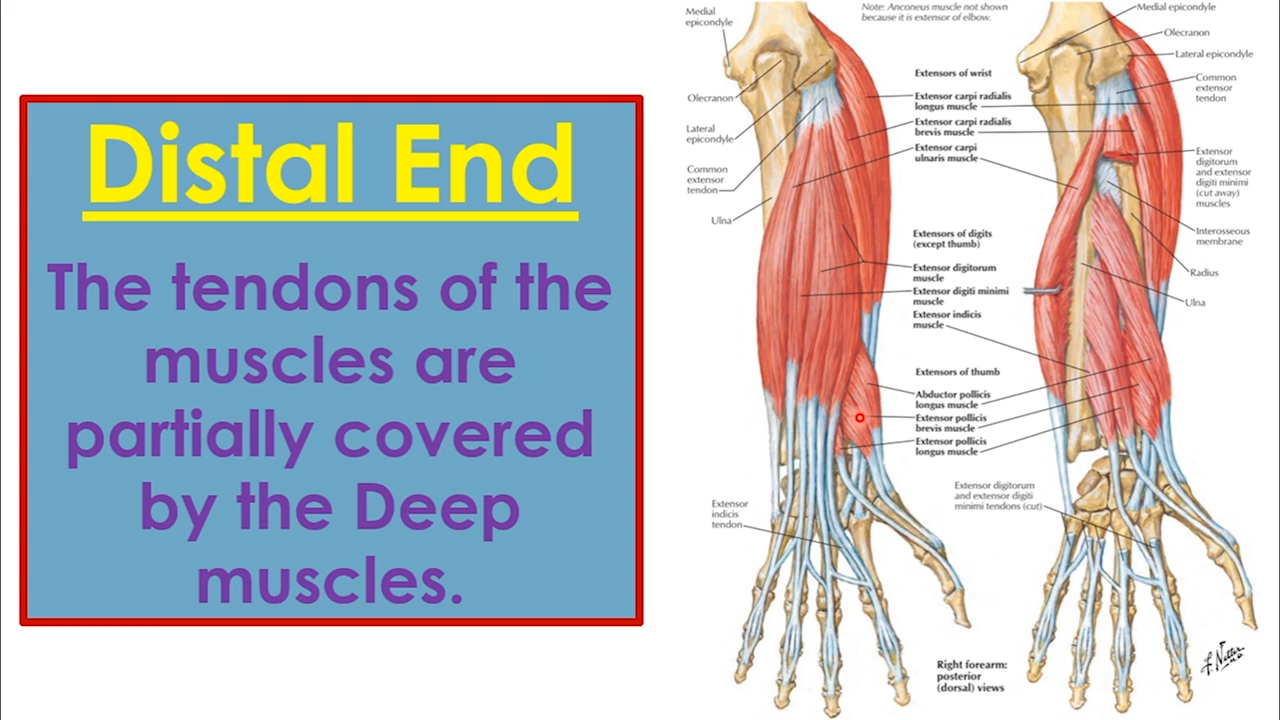 Distal End
The tendons of the
muscles are
partially covered
by the Deep
muscles.
Medial
epicondyle
Olecranon
Lateral
epicondyle
Common
extensor
tendon
Ulna
Extensor
indicis
tendon
Note: Anconeus muscle not shown
because it is extensor of elbow.
Extensors of wrist
Extensor carpi radialis
longus muscle
Extensor carpi radialis
brevis muscle
Extensor carpi
ulnaris muscle
Extensors of digits
(except thumb)
Extensor digitorum
muscle
Extensor digiti minimi
muscle
Extensor indicis
muscle
Extensors of thumb
Abductor pollicis
longus muscle
Extensor pollicis
brevis muscle
Extensor pollicis
longus muscle
Extensor digitorum
and extensor digiti
minimi tendons (cut)
Right forearm:
posterior
(dorsal) views
Medial epicondyle
Olecranon
Lateral epicondyle
Common
extensor
tendon
Extensor
digitorum
and extensor
digiti minimi
(cut away)
muscles
Interosseous
membrane
Radius
Ulna
F. Netter